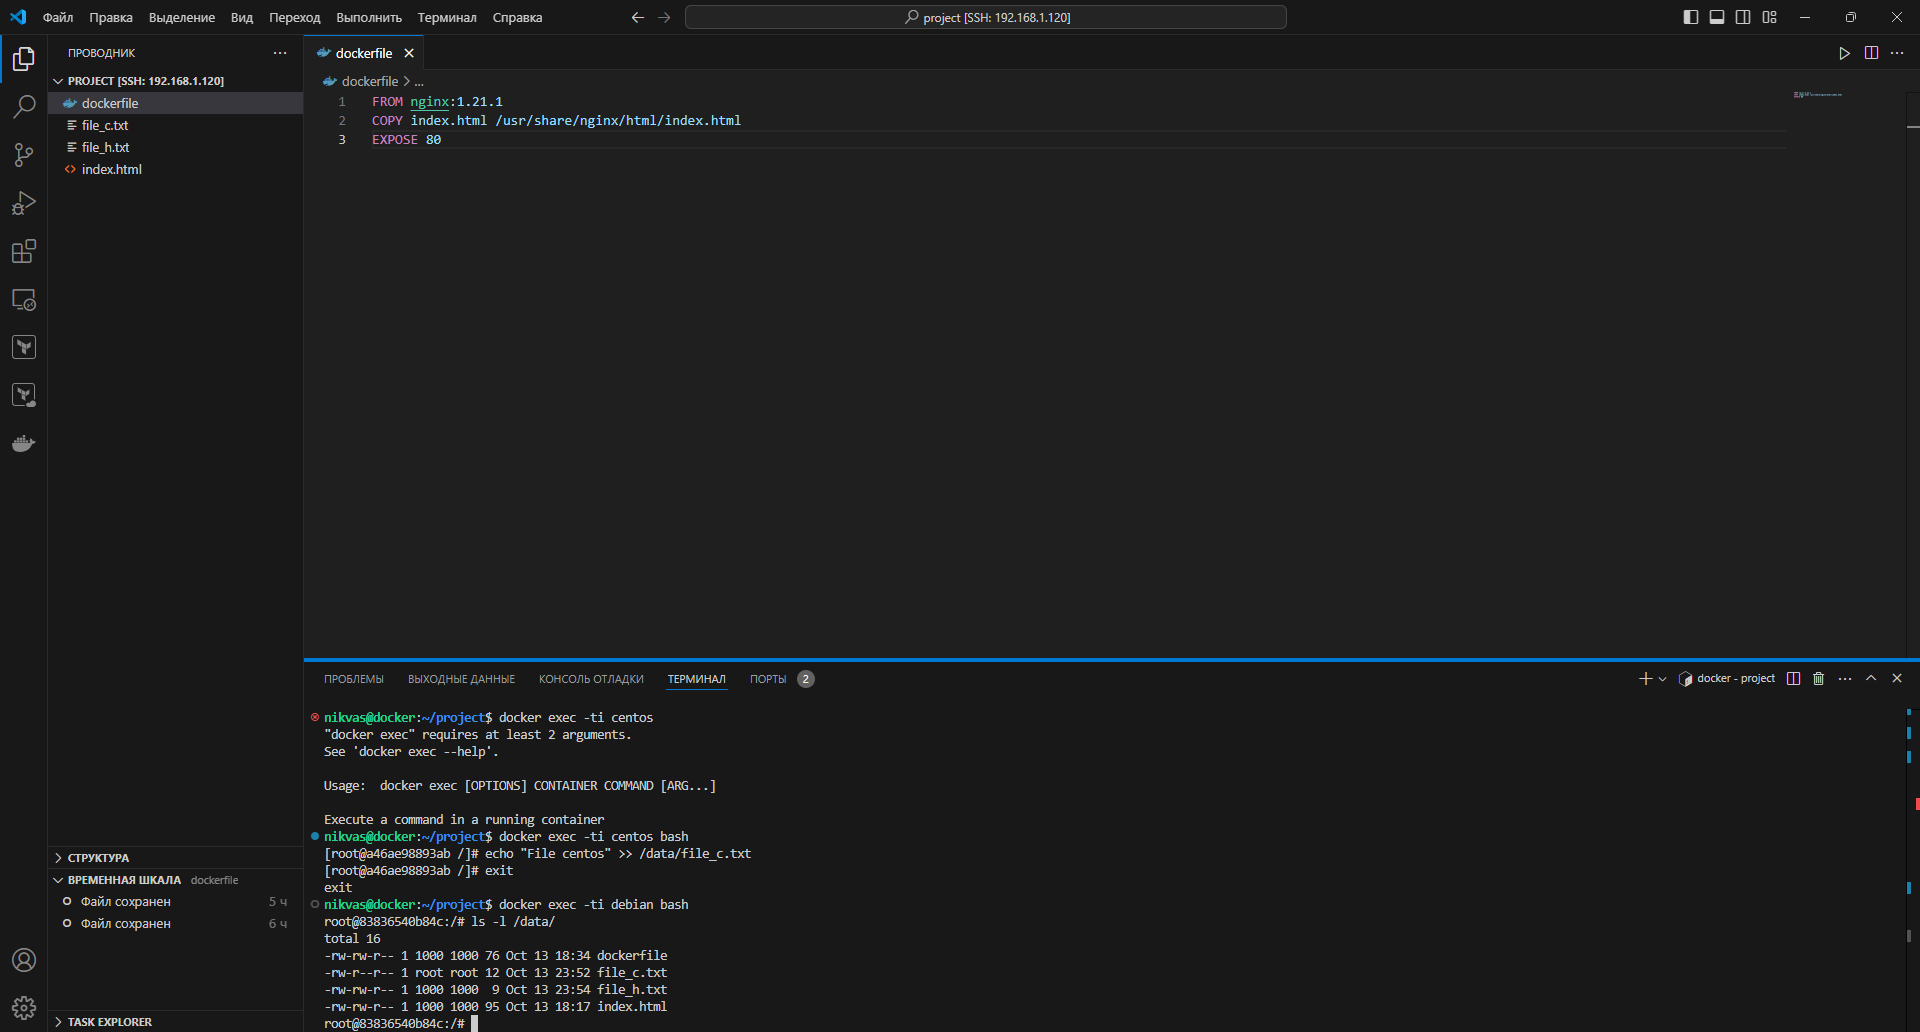 Файл Правка Выделение Вид Переход Выполнить Терминал Справка
project [SSH: 192.168.1.120]
ПРОВОДНИК
PROJECT [SSH: 192.168.1.120]
dockerfile
file_c.txt
file_h.txt
index.html
СТРУКТУРА
ВРЕМЕННАЯ ШКАЛА dockerfile
Файл сохранен 5 ч
Файл сохранен 6 ч
TASK EXPLORER
dockerfile
dockerfile > ...
1 FROM nginx:1.21.1
2 COPY index.html /usr/share/nginx/html/index.html
3 EXPOSE 80
ПРОБЛЕМЫ ВЫХОДНЫЕ ДАННЫЕ КОНСОЛЬ ОТЛАДКИ ТЕРМИНАЛ ПОРТЫ 2
docker - project
nikvas@docker:~/project$ docker exec -ti centos
"docker exec" requires at least 2 arguments.
See 'docker exec --help'.
Usage:  docker exec [OPTIONS] CONTAINER COMMAND [ARG...]
Execute a command in a running container
nikvas@docker:~/project$ docker exec -ti centos bash
[root@a46ae98893ab /]# echo "File centos" >> /data/file_c.txt
[root@a46ae98893ab /]# exit
exit
nikvas@docker:~/project$ docker exec -ti debian bash
root@83836540b84c:/# ls -l /data/
total 16
-rw-rw-r-- 1 1000 1000 76 Oct 13 18:34 dockerfile
-rw-r--r-- 1 root root 12 Oct 13 23:52 file_c.txt
-rw-rw-r-- 1 1000 1000  9 Oct 13 23:54 file_h.txt
-rw-rw-r-- 1 1000 1000 95 Oct 13 18:17 index.html
root@83836540b84c:/#